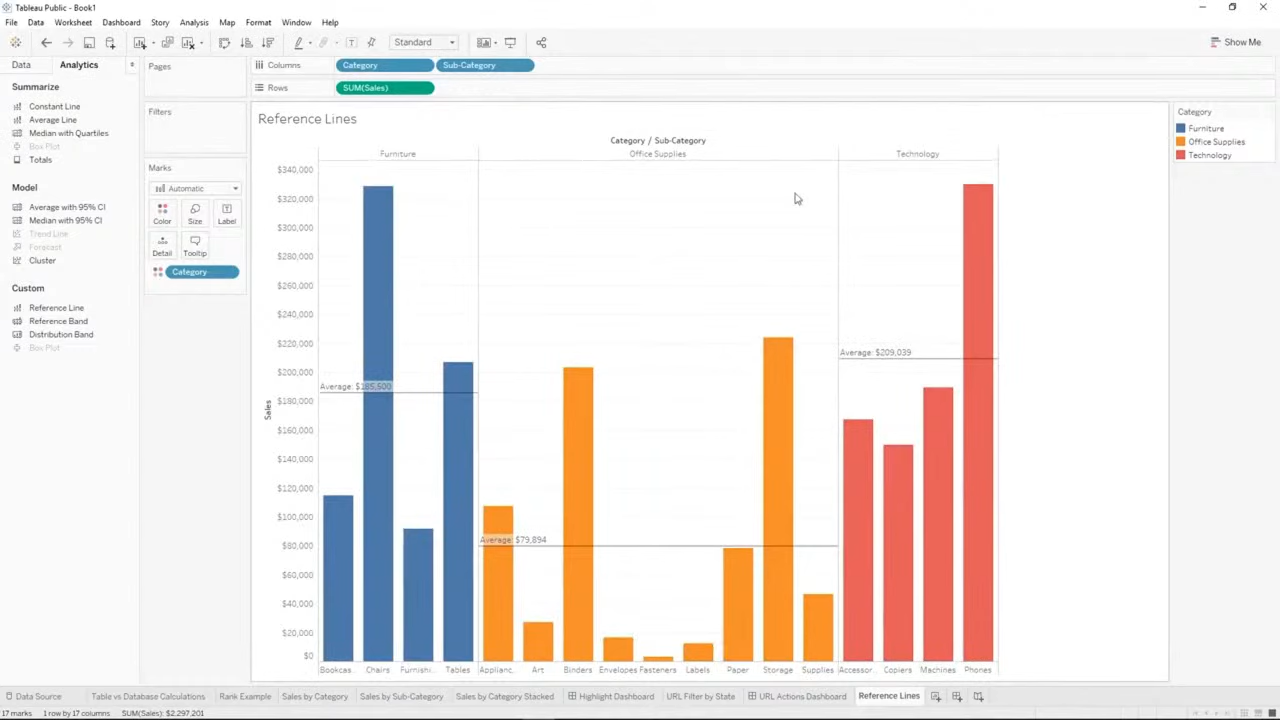 Tableau Public - Book1
File Data Worksheet Dashboard Story Analysis Map Format Window Help
Standard
Show Me
Data Analytics
Summarize
Constant Line
Average Line
Median with Quartiles
Box Plot
Totals
Model
Average with 95% CI
Median with 95% CI
Trend Line
Forecast
Cluster
Custom
Reference Line
Reference Band
Distribution Band
Box Plot
Pages
Filters
Marks
Automatic
Color Size Label
Detail Tooltip
Category
Columns Category Sub-Category
Rows SUM(Sales)
Reference Lines
Category / Sub-Category
Furniture Office Supplies Technology
$340,000
$320,000
$300,000
$280,000
$260,000
$240,000
$220,000
$200,000
$180,000
$160,000
$140,000
$120,000
$100,000
$80,000
$60,000
$40,000
$20,000
$0
Sales
Average: $185,500
Average: $79,894
Average: $209,039
Bookcas.. Chairs Furnishi.. Tables Applianc.. Art Binders Envelopes Fasteners Labels Paper Storage Supplies Accessor.. Copiers Machines Phones
Category
Furniture
Office Supplies
Technology
Data Source Table vs Database Calculations Rank Example Sales by Category Sales by Sub-Category Sales by Category Stacked Highlight Dashboard URL Filter by State URL Actions Dashboard Reference Lines
17 marks 1 row by 17 columns SUM(Sales): $2,297,201